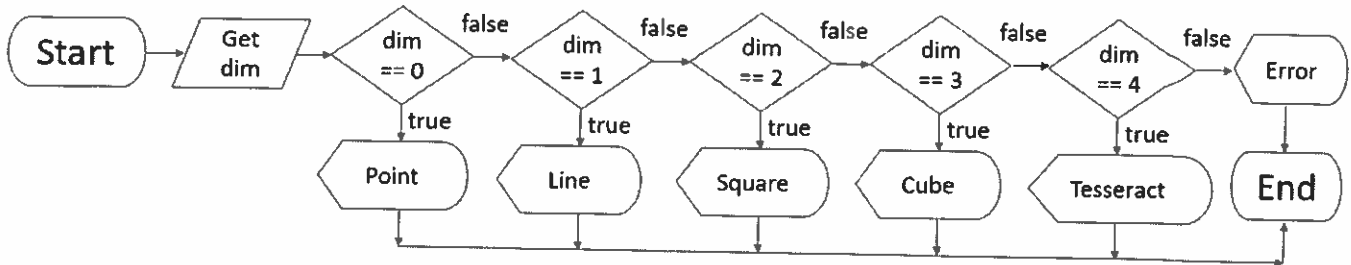 Start
Get
dim
dim
== 0
false
dim
== 1
false
dim
== 2
false
dim
== 3
false
dim
== 4
false
Error
true
true
true
true
true
Point
Line
Square
Cube
Tesseract
End